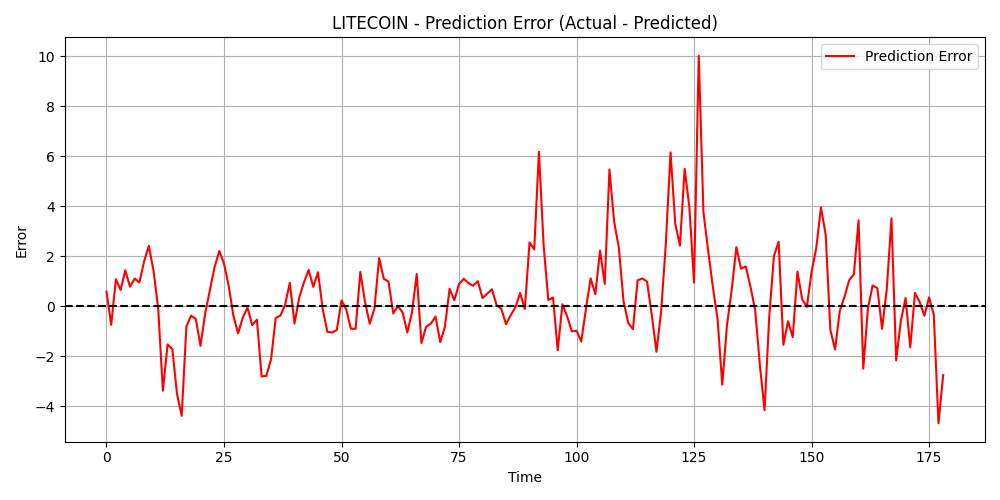 LITECOIN - Prediction Error (Actual - Predicted)
Prediction Error
Error
10
8
6
4
2
0
−2
−4
0 25 50 75 100 125 150 175
Time